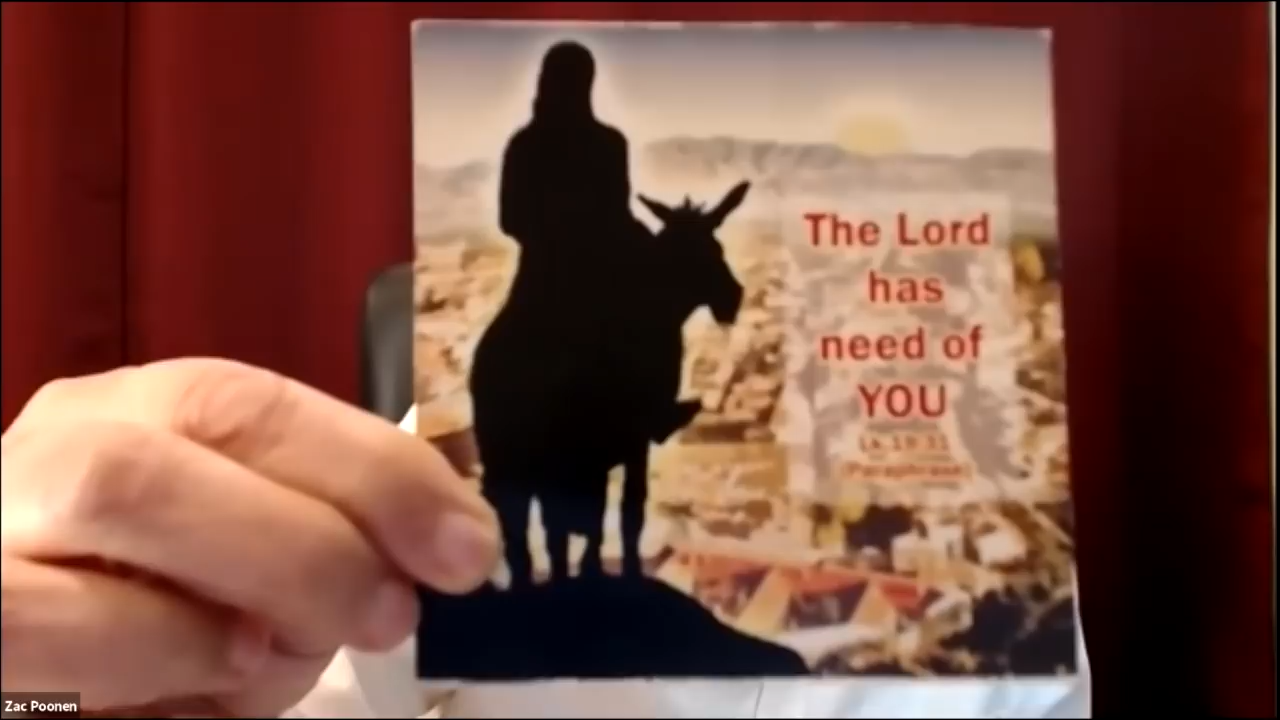 The Lord
has
need of
YOU
Lk.19:31
(Paraphrase)
Zac Poonen